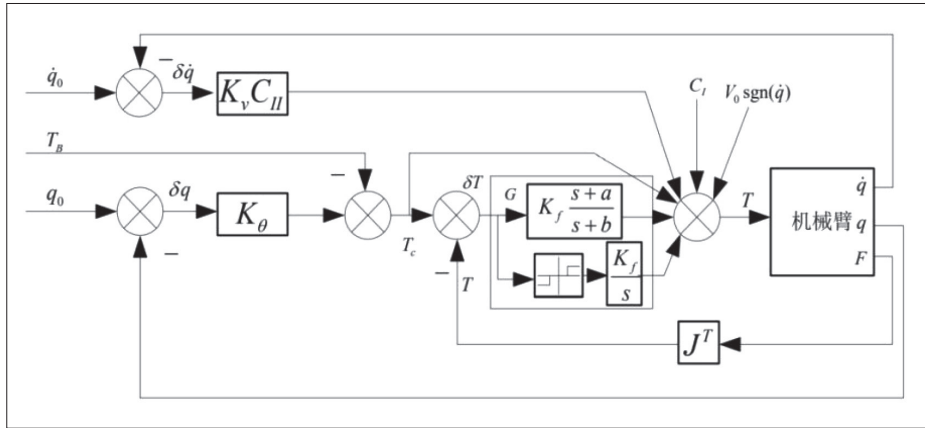 − δq̇
q̇₀
K_v C_II
C_I
V₀ sgn(q̇)
T_B
−
q₀
δq
K_θ
T_c
δT
−
T
G
K_f (s+a)/(s+b)
K_f/s
T
机械臂
q̇
q
F
−
J^T